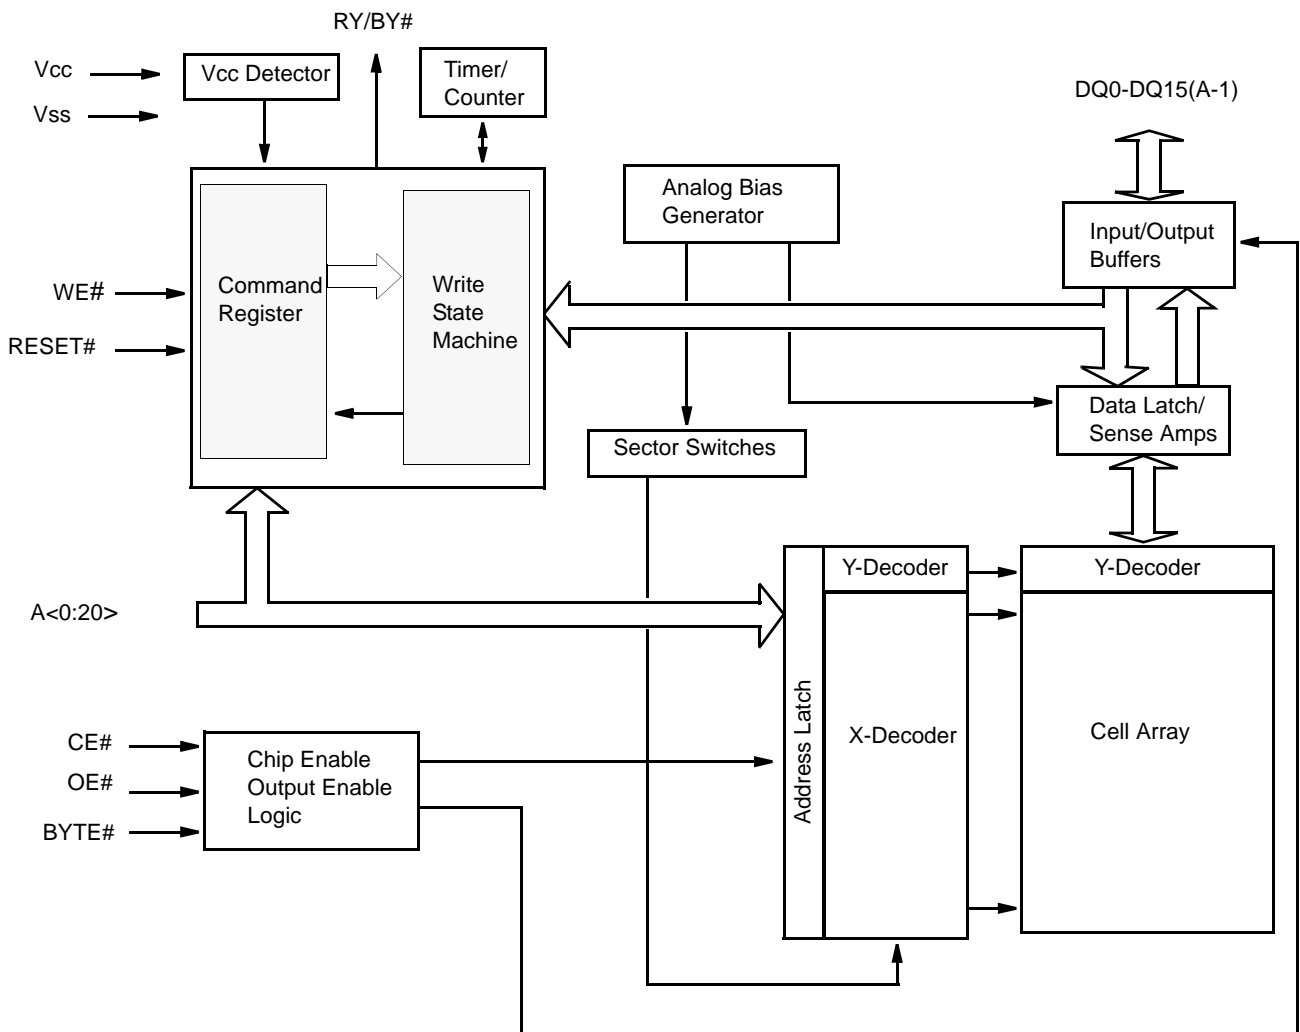 RY/BY#
Vcc
Vss
Vcc Detector
Timer/
Counter
DQ0-DQ15(A-1)
Analog Bias
Generator
Input/Output
Buffers
WE#
RESET#
Command
Register
Write
State
Machine
Data Latch/
Sense Amps
Sector Switches
A<0:20>
Y-Decoder
Y-Decoder
Address Latch
X-Decoder
Cell Array
CE#
OE#
BYTE#
Chip Enable
Output Enable
Logic